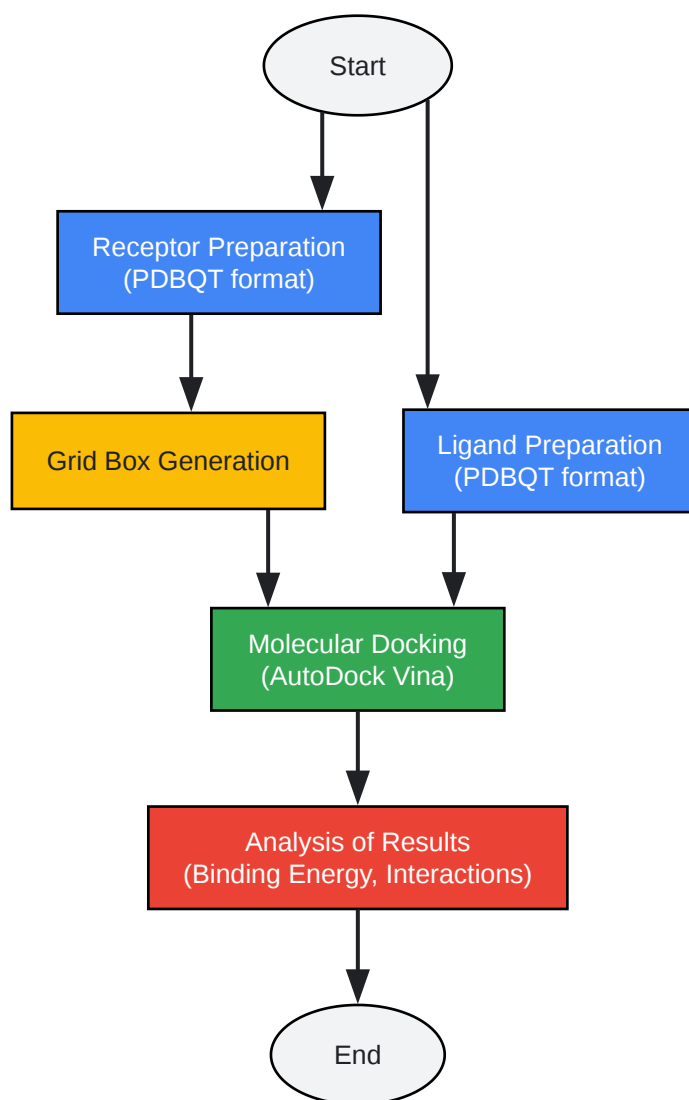 Start
Receptor Preparation
(PDBQT format)
Grid Box Generation
Ligand Preparation
(PDBQT format)
Molecular Docking
(AutoDock Vina)
Analysis of Results
(Binding Energy, Interactions)
End